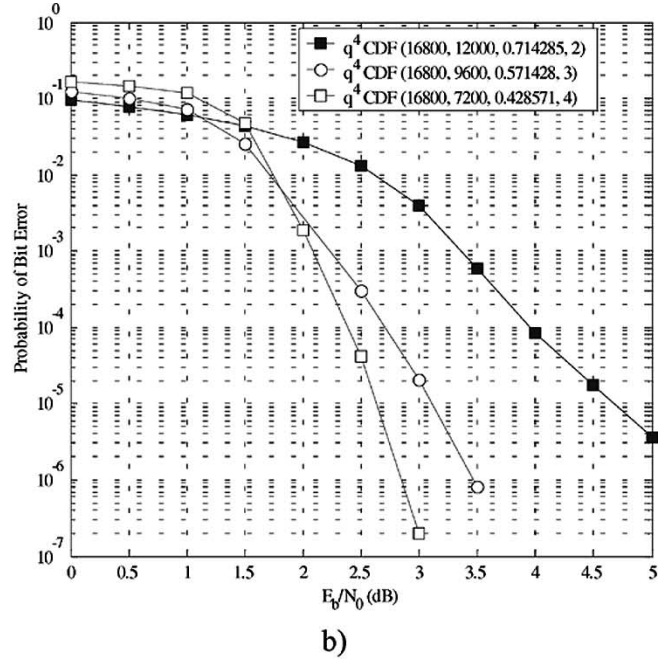 b)
10^0
q^4 CDF (16800, 12000, 0.714285, 2)
q^4 CDF (16800, 9600, 0.571428, 3)
q^4 CDF (16800, 7200, 0.428571, 4)
10^-1
10^-2
10^-3
10^-4
10^-5
10^-6
10^-7
Probability of Bit Error
0 0.5 1 1.5 2 2.5 3 3.5 4 4.5 5
E_b/N_0 (dB)
b)